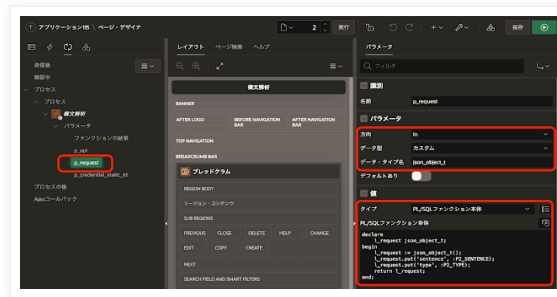 アプリケーション115 \ ページ・デザイナ
2
実行
保存
送信後
検証中
プロセス
プロセス
構文解析
パラメータ
ファンクションの結果
p_api
p_request
p_credential_static_id
プロセスの後
Ajaxコールバック
レイアウト ページ検索 ヘルプ
構文解析
BANNER
AFTER LOGO
BEFORE NAVIGATION BAR
AFTER NAVIGATION BAR
TOP NAVIGATION
BREADCRUMB BAR
ブレッドクラム
REGION BODY
リージョン・コンテンツ
SUB REGIONS
PREVIOUS CLOSE DELETE HELP CHANGE
EDIT COPY CREATE
NEXT
SEARCH FIELD AND SMART FILTERS
パラメータ
フィルタ
識別
名前 p_request
パラメータ
方向 In
データ型 カスタム
データ・タイプ名 json_object_t
デフォルトあり
値
タイプ PL/SQLファンクション本体
PL/SQLファンクション本体
declare
l_request json_object_t;
begin
l_request := json_object_t();
l_request.put('sentence', :P2_SENTENCE);
l_request.put('type', :P2_TYPE);
return l_request;
end;